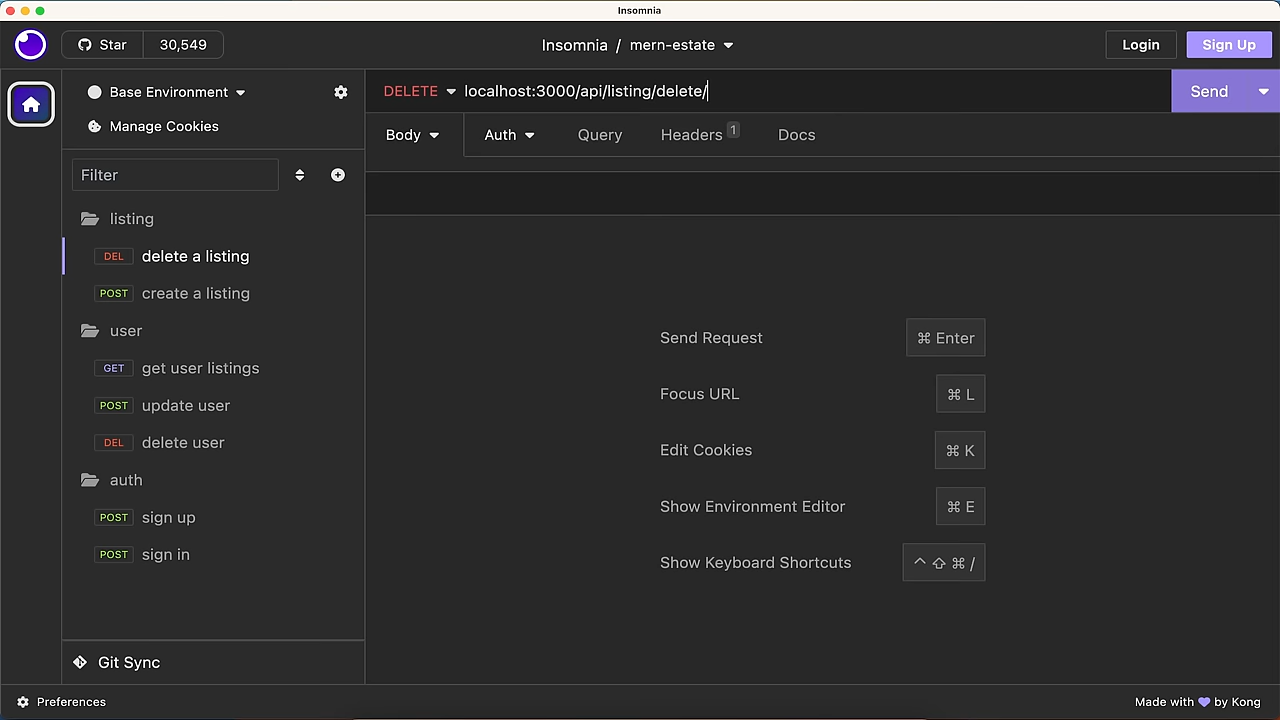 Insomnia
Star 30,549
Insomnia / mern-estate
Login
Sign Up
Base Environment
Manage Cookies
DELETE localhost:3000/api/listing/delete/
Send
Body
Auth
Query
Headers 1
Docs
Filter
listing
DEL delete a listing
POST create a listing
user
GET get user listings
POST update user
DEL delete user
auth
POST sign up
POST sign in
Send Request ⌘ Enter
Focus URL ⌘ L
Edit Cookies ⌘ K
Show Environment Editor ⌘ E
Show Keyboard Shortcuts ^ ⇧ ⌘ /
Git Sync
Preferences
Made with 💜 by Kong